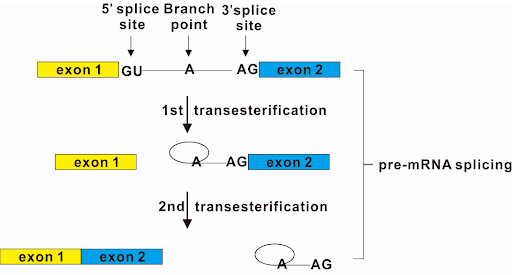 5' splice site
Branch point
3'splice site
exon 1 GU A AG exon 2
1st transesterification
exon 1 A AG exon 2
pre-mRNA splicing
2nd transesterification
exon 1 exon 2 A AG